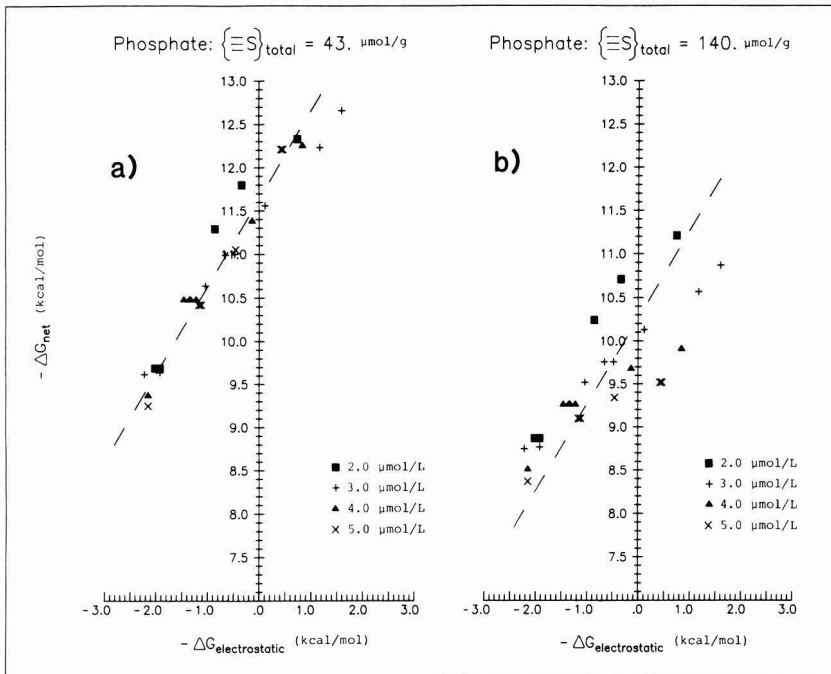 Phosphate: {≡S}total = 43. µmol/g
Phosphate: {≡S}total = 140. µmol/g
a)
b)
13.0
12.5
12.0
11.5
11.0
10.5
10.0
9.5
9.0
8.5
8.0
7.5
13.0
12.5
12.0
11.5
11.0
10.5
10.0
9.5
9.0
8.5
8.0
7.5
- ΔGnet (kcal/mol)
■ 2.0 µmol/L
+ 3.0 µmol/L
▲ 4.0 µmol/L
× 5.0 µmol/L
■ 2.0 µmol/L
+ 3.0 µmol/L
▲ 4.0 µmol/L
× 5.0 µmol/L
-3.0 -2.0 -1.0 .0 1.0 2.0 3.0
-3.0 -2.0 -1.0 .0 1.0 2.0 3.0
- ΔGelectrostatic (kcal/mol)
- ΔGelectrostatic (kcal/mol)